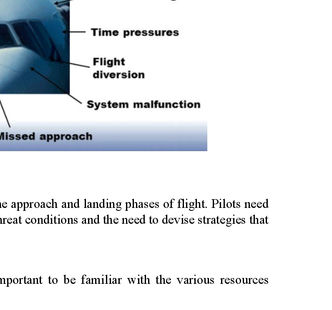 Time pressures
Flight
diversion
System malfunction
Missed approach
e approach and landing phases of flight. Pilots need
reat conditions and the need to devise strategies that
mportant to be familiar with the various resources